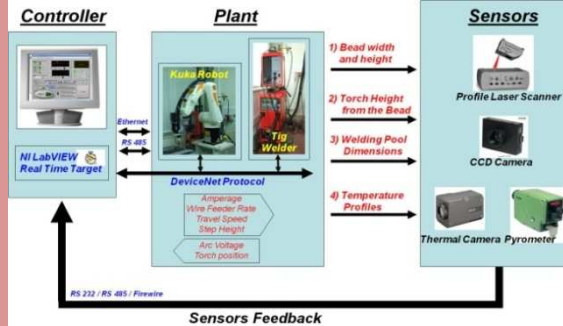 Controller
Plant
Sensors
Kuka Robot
Tig
Welder
Ethernet
RS 485
NI LabVIEW
Real Time Target
DeviceNet Protocol
Amperage
Wire Feeder Rate
Travel Speed
Step Height
Arc Voltage
Torch position
1) Bead width
and height
2) Torch Height
from the Bead
3) Welding Pool
Dimensions
4) Temperature
Profiles
Profile Laser Scanner
CCD Camera
Thermal Camera
Pyrometer
RS 232 / RS 485 / Firewire
Sensors Feedback